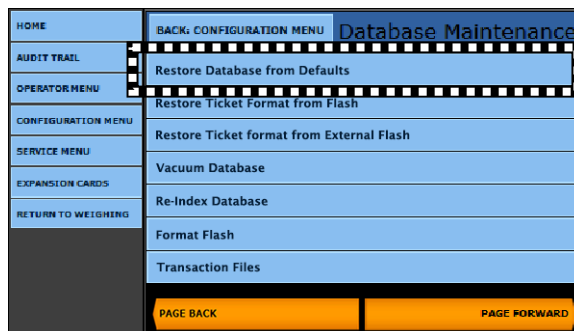 HOME
AUDIT TRAIL
OPERATOR MENU
CONFIGURATION MENU
SERVICE MENU
EXPANSION CARDS
RETURN TO WEIGHING
BACK: CONFIGURATION MENU
Database Maintenance
Restore Database from Defaults
Restore Ticket Format from Flash
Restore Ticket format from External Flash
Vacuum Database
Re-Index Database
Format Flash
Transaction Files
PAGE BACK
PAGE FORWARD